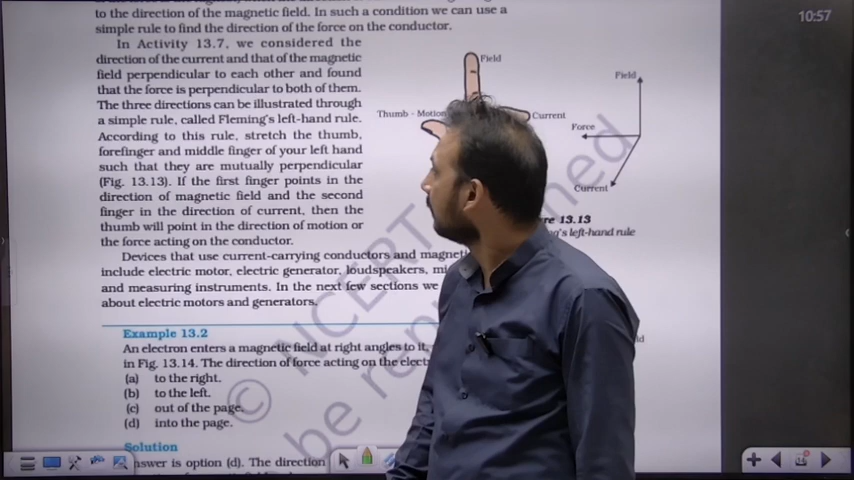 to the direction of the magnetic field. In such a condition we can use a
simple rule to find the direction of the force on the conductor.
In Activity 13.7, we considered the
direction of the current and that of the magnetic
field perpendicular to each other and found
that the force is perpendicular to both of them.
The three directions can be illustrated through
a simple rule, called Fleming's left-hand rule.
According to this rule, stretch the thumb,
forefinger and middle finger of your left hand
such that they are mutually perpendicular
(Fig. 13.13). If the first finger points in the
direction of magnetic field and the second
finger in the direction of current, then the
thumb will point in the direction of motion or
the force acting on the conductor.
Field
Thumb - Motion
Current
Field
Force
Current
13.13
left-hand rule
Devices that use current-carrying conductors and
include electric motor, electric generator, loudspeakers,
and measuring instruments. In the next few sections we
about electric motors and generators.
Example 13.2
An electron enters a magnetic field at right angles to it,
in Fig. 13.14. The direction of force acting on the
(a) to the right.
(b) to the left.
(c) out of the page.
(d) into the page.
Solution
is option (d). The direction
© NCERT
be
10:57